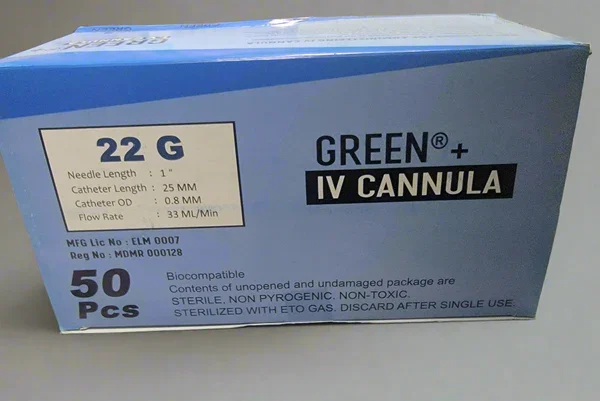 GREEN
22 G
Needle Length : 1 "
Catheter Length : 25 MM
Catheter OD : 0.8 MM
Flow Rate : 33 ML/Min
MFG Lic No : ELM 0007
Reg No : MDMR 000128
GREEN®+
IV CANNULA
50
Pcs
Biocompatible
Contents of unopened and undamaged package are
STERILE, NON PYROGENIC. NON-TOXIC.
STERILIZED WITH ETO GAS. DISCARD AFTER SINGLE USE.